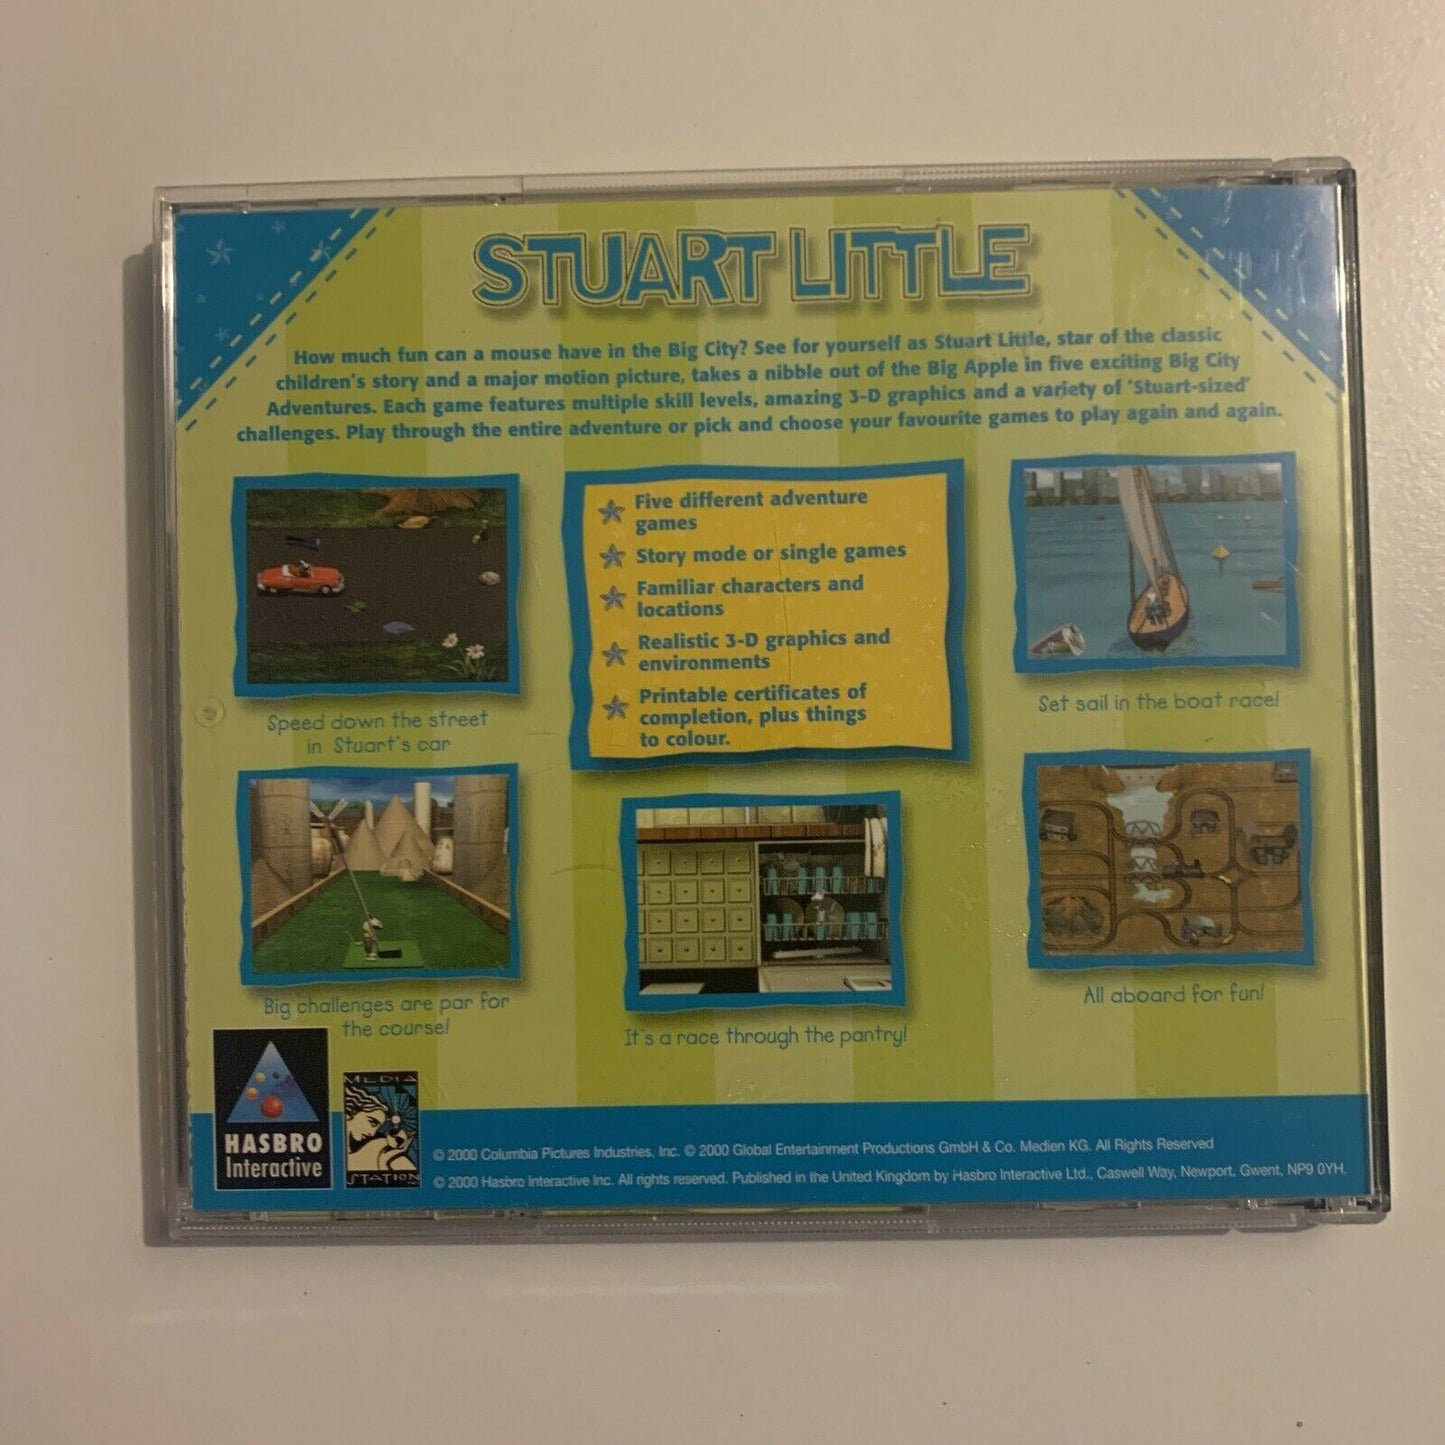 STUART LITTLE
How much fun can a mouse have in the Big City? See for yourself as Stuart Little, star of the classic
children's story and a major motion picture, takes a nibble out of the Big Apple in five exciting Big City
Adventures. Each game features multiple skill levels, amazing 3-D graphics and a variety of 'Stuart-sized'
challenges. Play through the entire adventure or pick and choose your favourite games to play again and again.
Five different adventure
games
Story mode or single games
Familiar characters and
locations
Realistic 3-D graphics and
environments
Printable certificates of
completion, plus things
to colour.
Speed down the street
in Stuart's car
Set sail in the boat race!
Big challenges are par for
the course!
It's a race through the pantry!
All aboard for fun!
HASBRO
Interactive
MEDIA
STATION
© 2000 Columbia Pictures Industries, Inc. © 2000 Global Entertainment Productions GmbH & Co. Medien KG. All Rights Reserved
© 2000 Hasbro Interactive Inc. All rights reserved. Published in the United Kingdom by Hasbro Interactive Ltd., Caswell Way, Newport, Gwent, NP9 0YH.